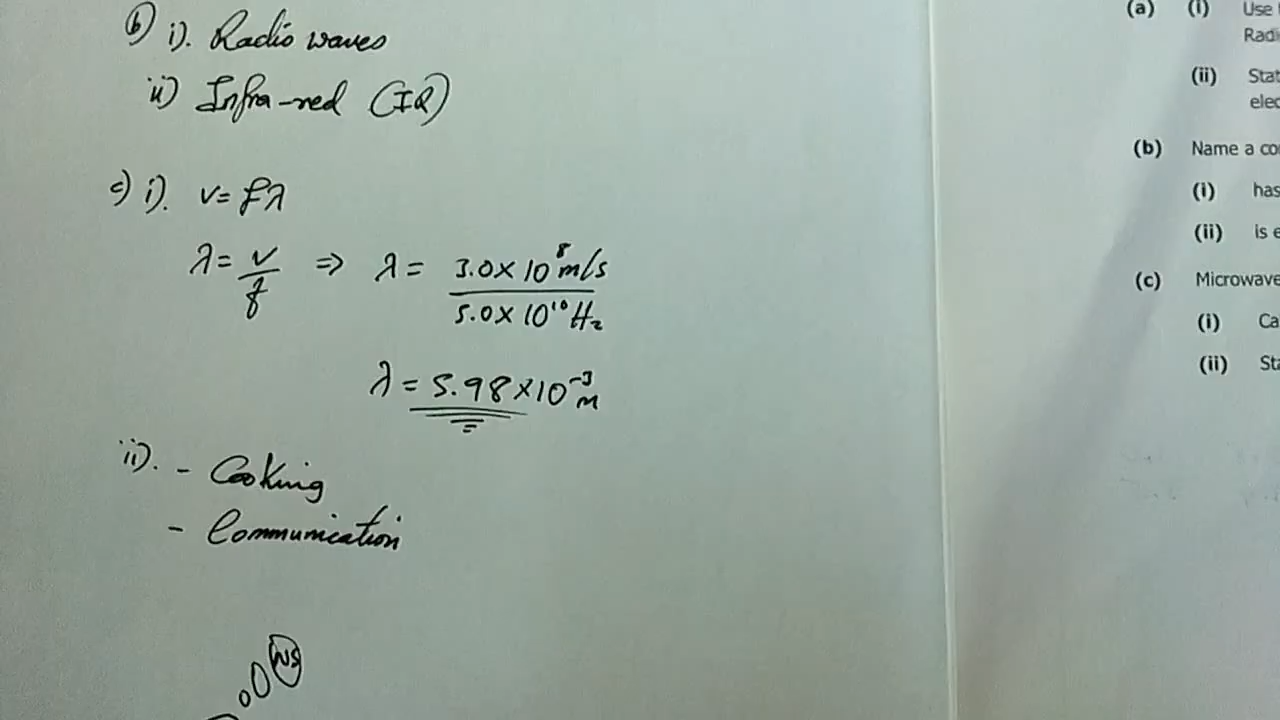 b) i). Radio waves
ii) Infra-red (IR)
c) i). v = fλ
λ = v/f ⇒ λ = 3.0 × 10⁸ m/s / 5.0 × 10¹⁰ Hz
λ = 5.98 × 10⁻³ m
ii). - Cooking
- Communication
NS
(a) (i) Use
Radi
(ii) Stat
elec
(b) Name a co
(i) has
(ii) is e
(c) Microwave
(i) Ca
(ii) Sta